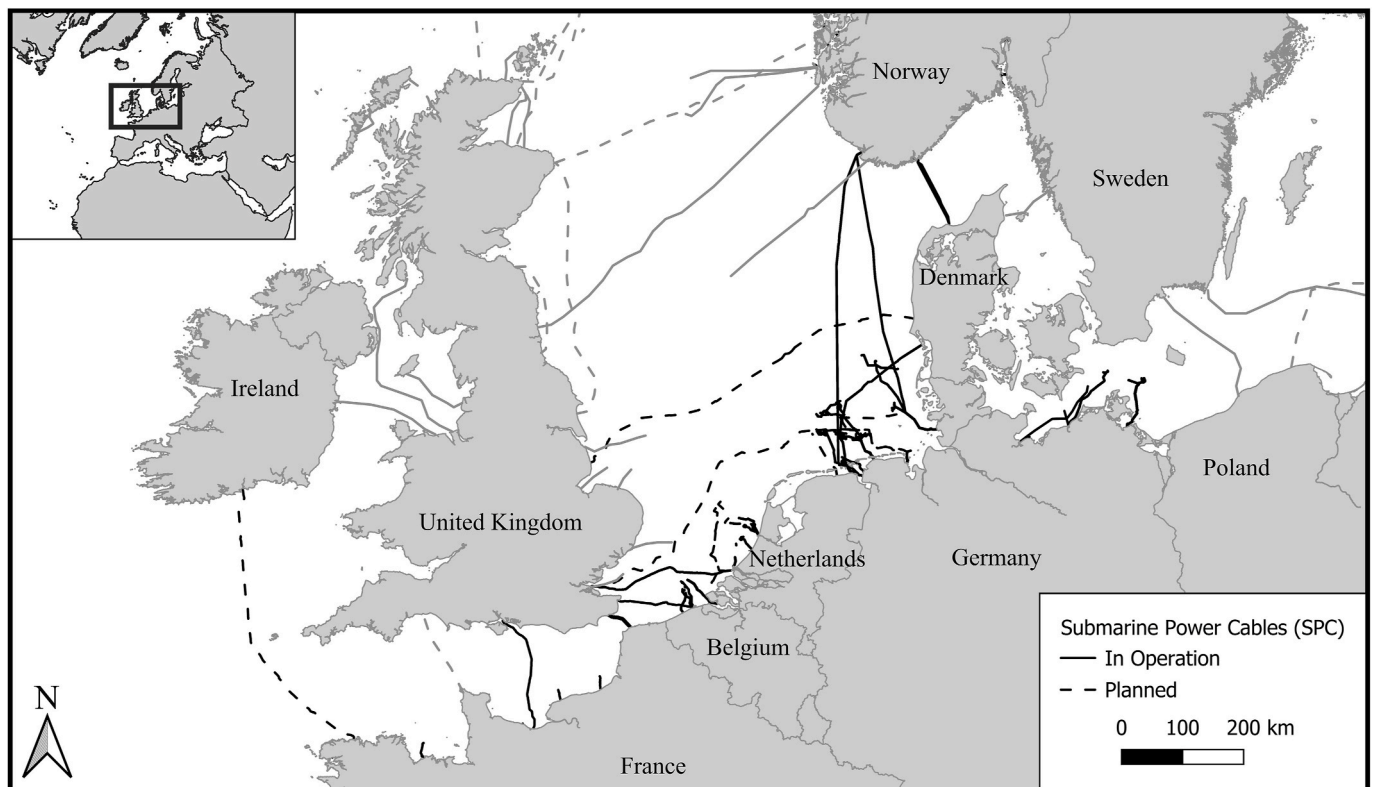 Norway
Sweden
Denmark
Ireland
Poland
United Kingdom
Netherlands
Germany
Belgium
France
N
Submarine Power Cables (SPC)
In Operation
Planned
0 100 200 km